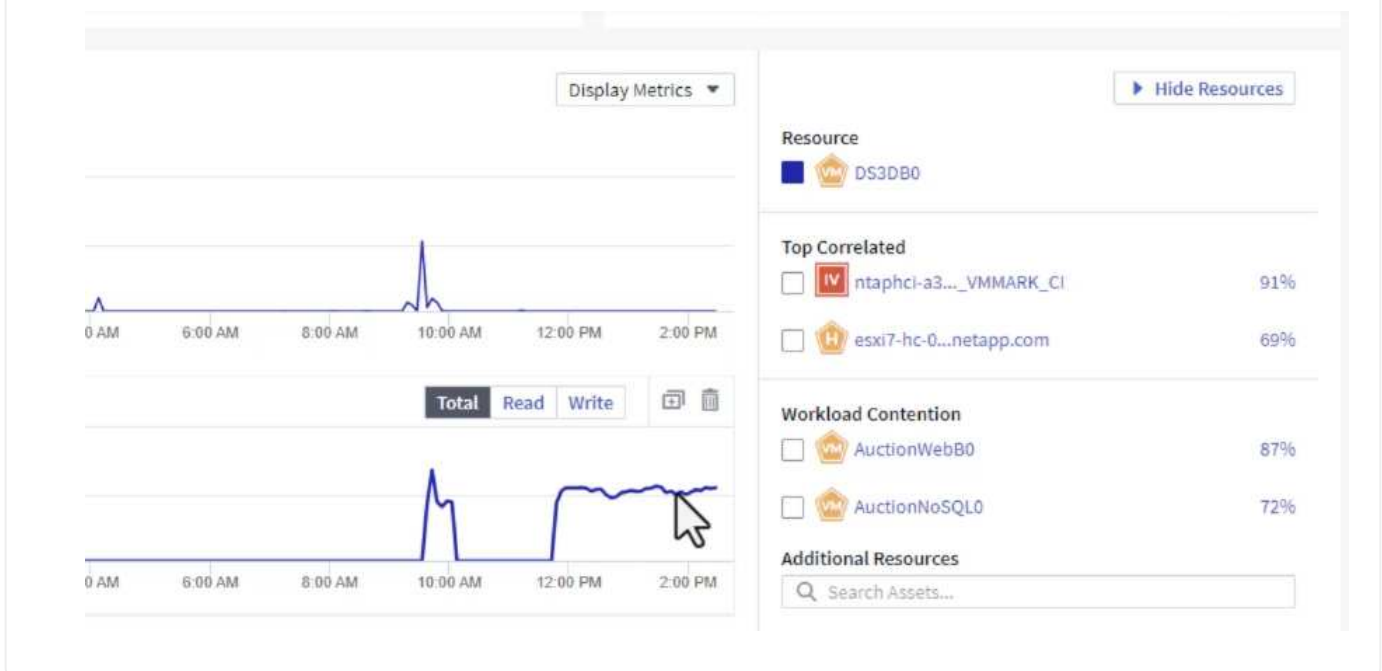 Display Metrics
Hide Resources
Resource
VM DS3DB0
Top Correlated
IV ntaphci-a3..._VMMARK_CI 91%
H esxi7-hc-0...netapp.com 69%
0 AM 6:00 AM 8:00 AM 10:00 AM 12:00 PM 2:00 PM
Total Read Write
Workload Contention
VM AuctionWebB0 87%
VM AuctionNoSQL0 72%
Additional Resources
Search Assets...
0 AM 6:00 AM 8:00 AM 10:00 AM 12:00 PM 2:00 PM